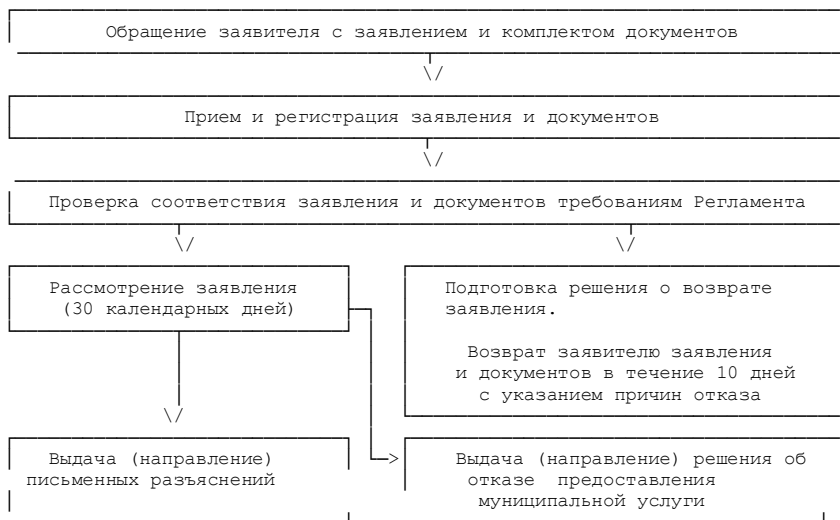 Обращение заявителя с заявлением и комплектом документов
Прием и регистрация заявления и документов
Проверка соответствия заявления и документов требованиям Регламента
Рассмотрение заявления
(30 календарных дней)
Подготовка решения о возврате
заявления.
Возврат заявителю заявления
и документов в течение 10 дней
с указанием причин отказа
Выдача (направление)
письменных разъяснений
Выдача (направление) решения об
отказе предоставления
муниципальной услуги